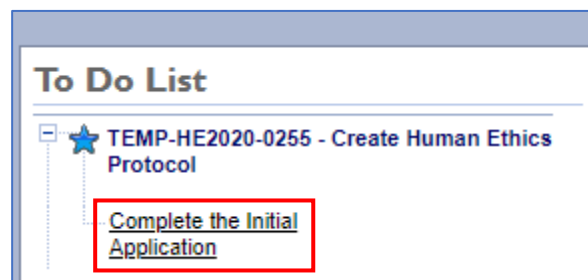 To Do List
TEMP-HE2020-0255 - Create Human Ethics
Protocol
Complete the Initial
Application